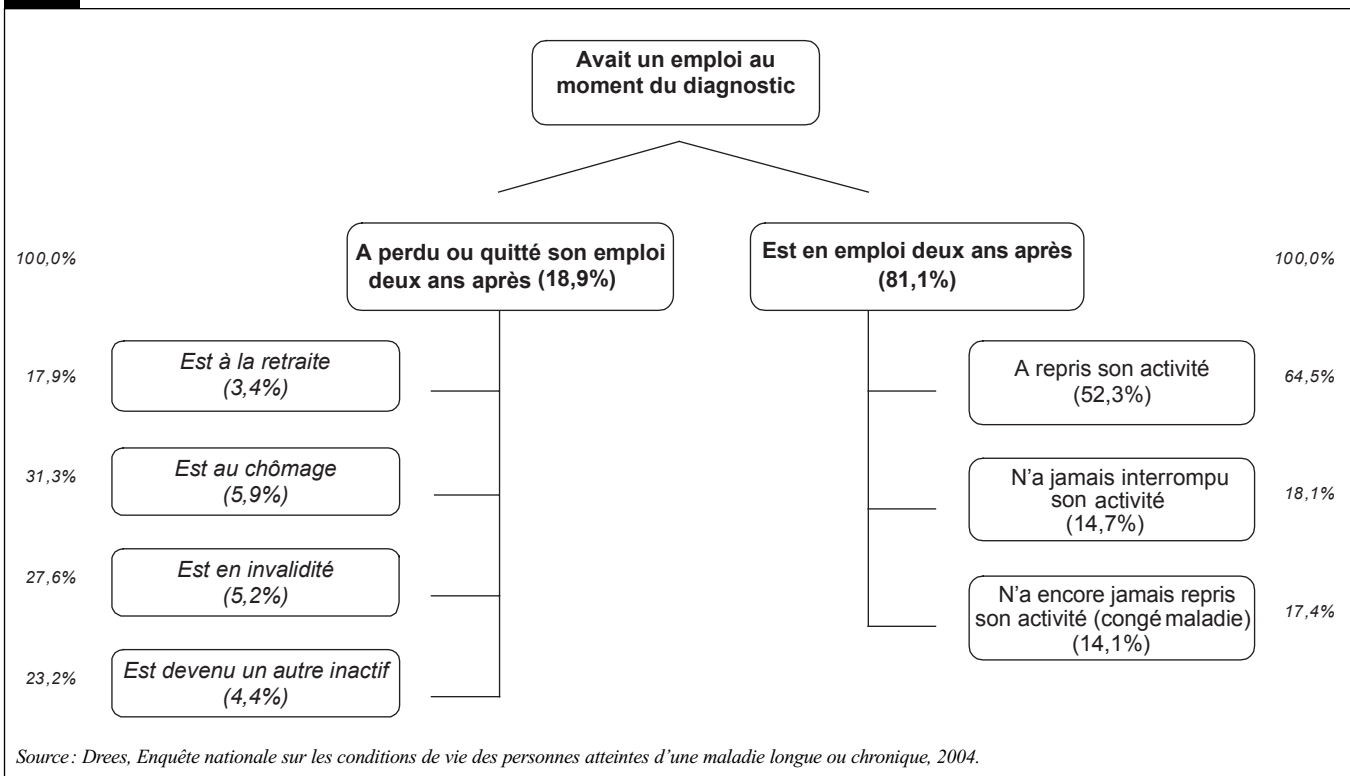 Avait un emploi au
moment du diagnostic
100,0%
A perdu ou quitté son emploi
deux ans après (18,9%)
Est en emploi deux ans après
(81,1%)
100,0%
17,9%
Est à la retraite
(3,4%)
31,3%
Est au chômage
(5,9%)
27,6%
Est en invalidité
(5,2%)
23,2%
Est devenu un autre inactif
(4,4%)
A repris son activité
(52,3%)
64,5%
N'a jamais interrompu
son activité
(14,7%)
18,1%
N'a encore jamais repris
son activité (congé maladie)
(14,1%)
17,4%
Source : Drees, Enquête nationale sur les conditions de vie des personnes atteintes d'une maladie longue ou chronique, 2004.